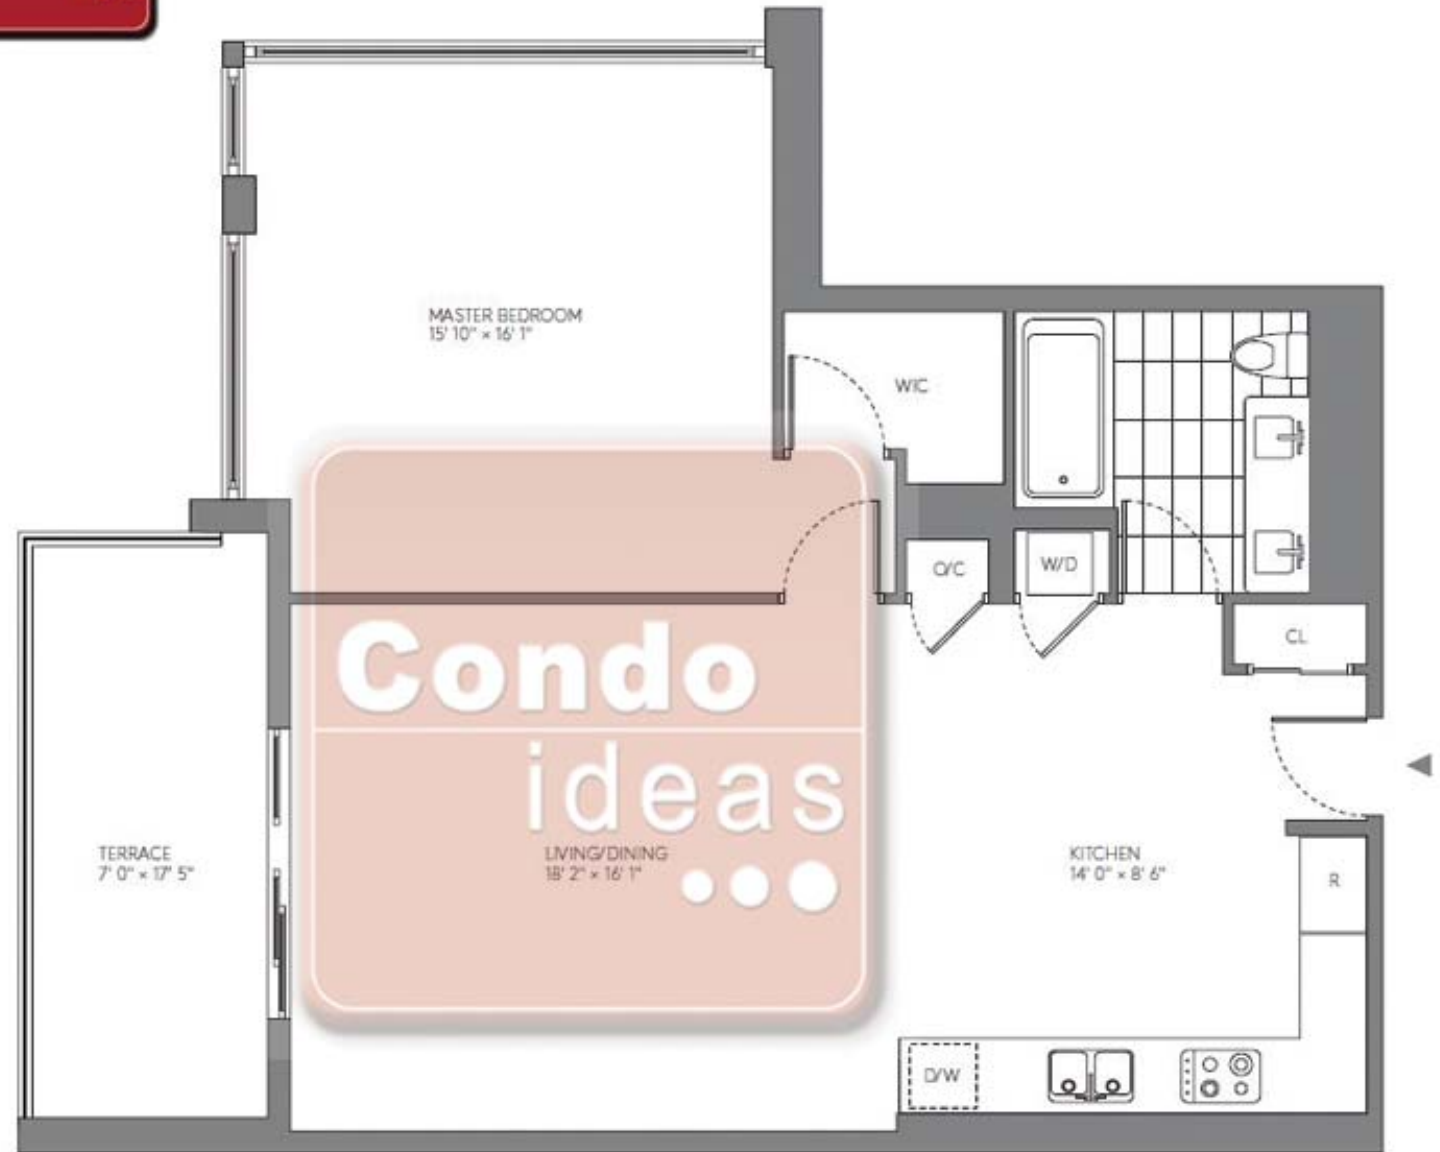 MASTER BEDROOM
15' 10" × 16' 1"
WIC
O/C
W/D
CL
Condo
ideas
TERRACE
7' 0" × 17' 5"
LIVING/DINING
18' 2" × 16' 1"
KITCHEN
14' 0" × 8' 6"
R
D/W